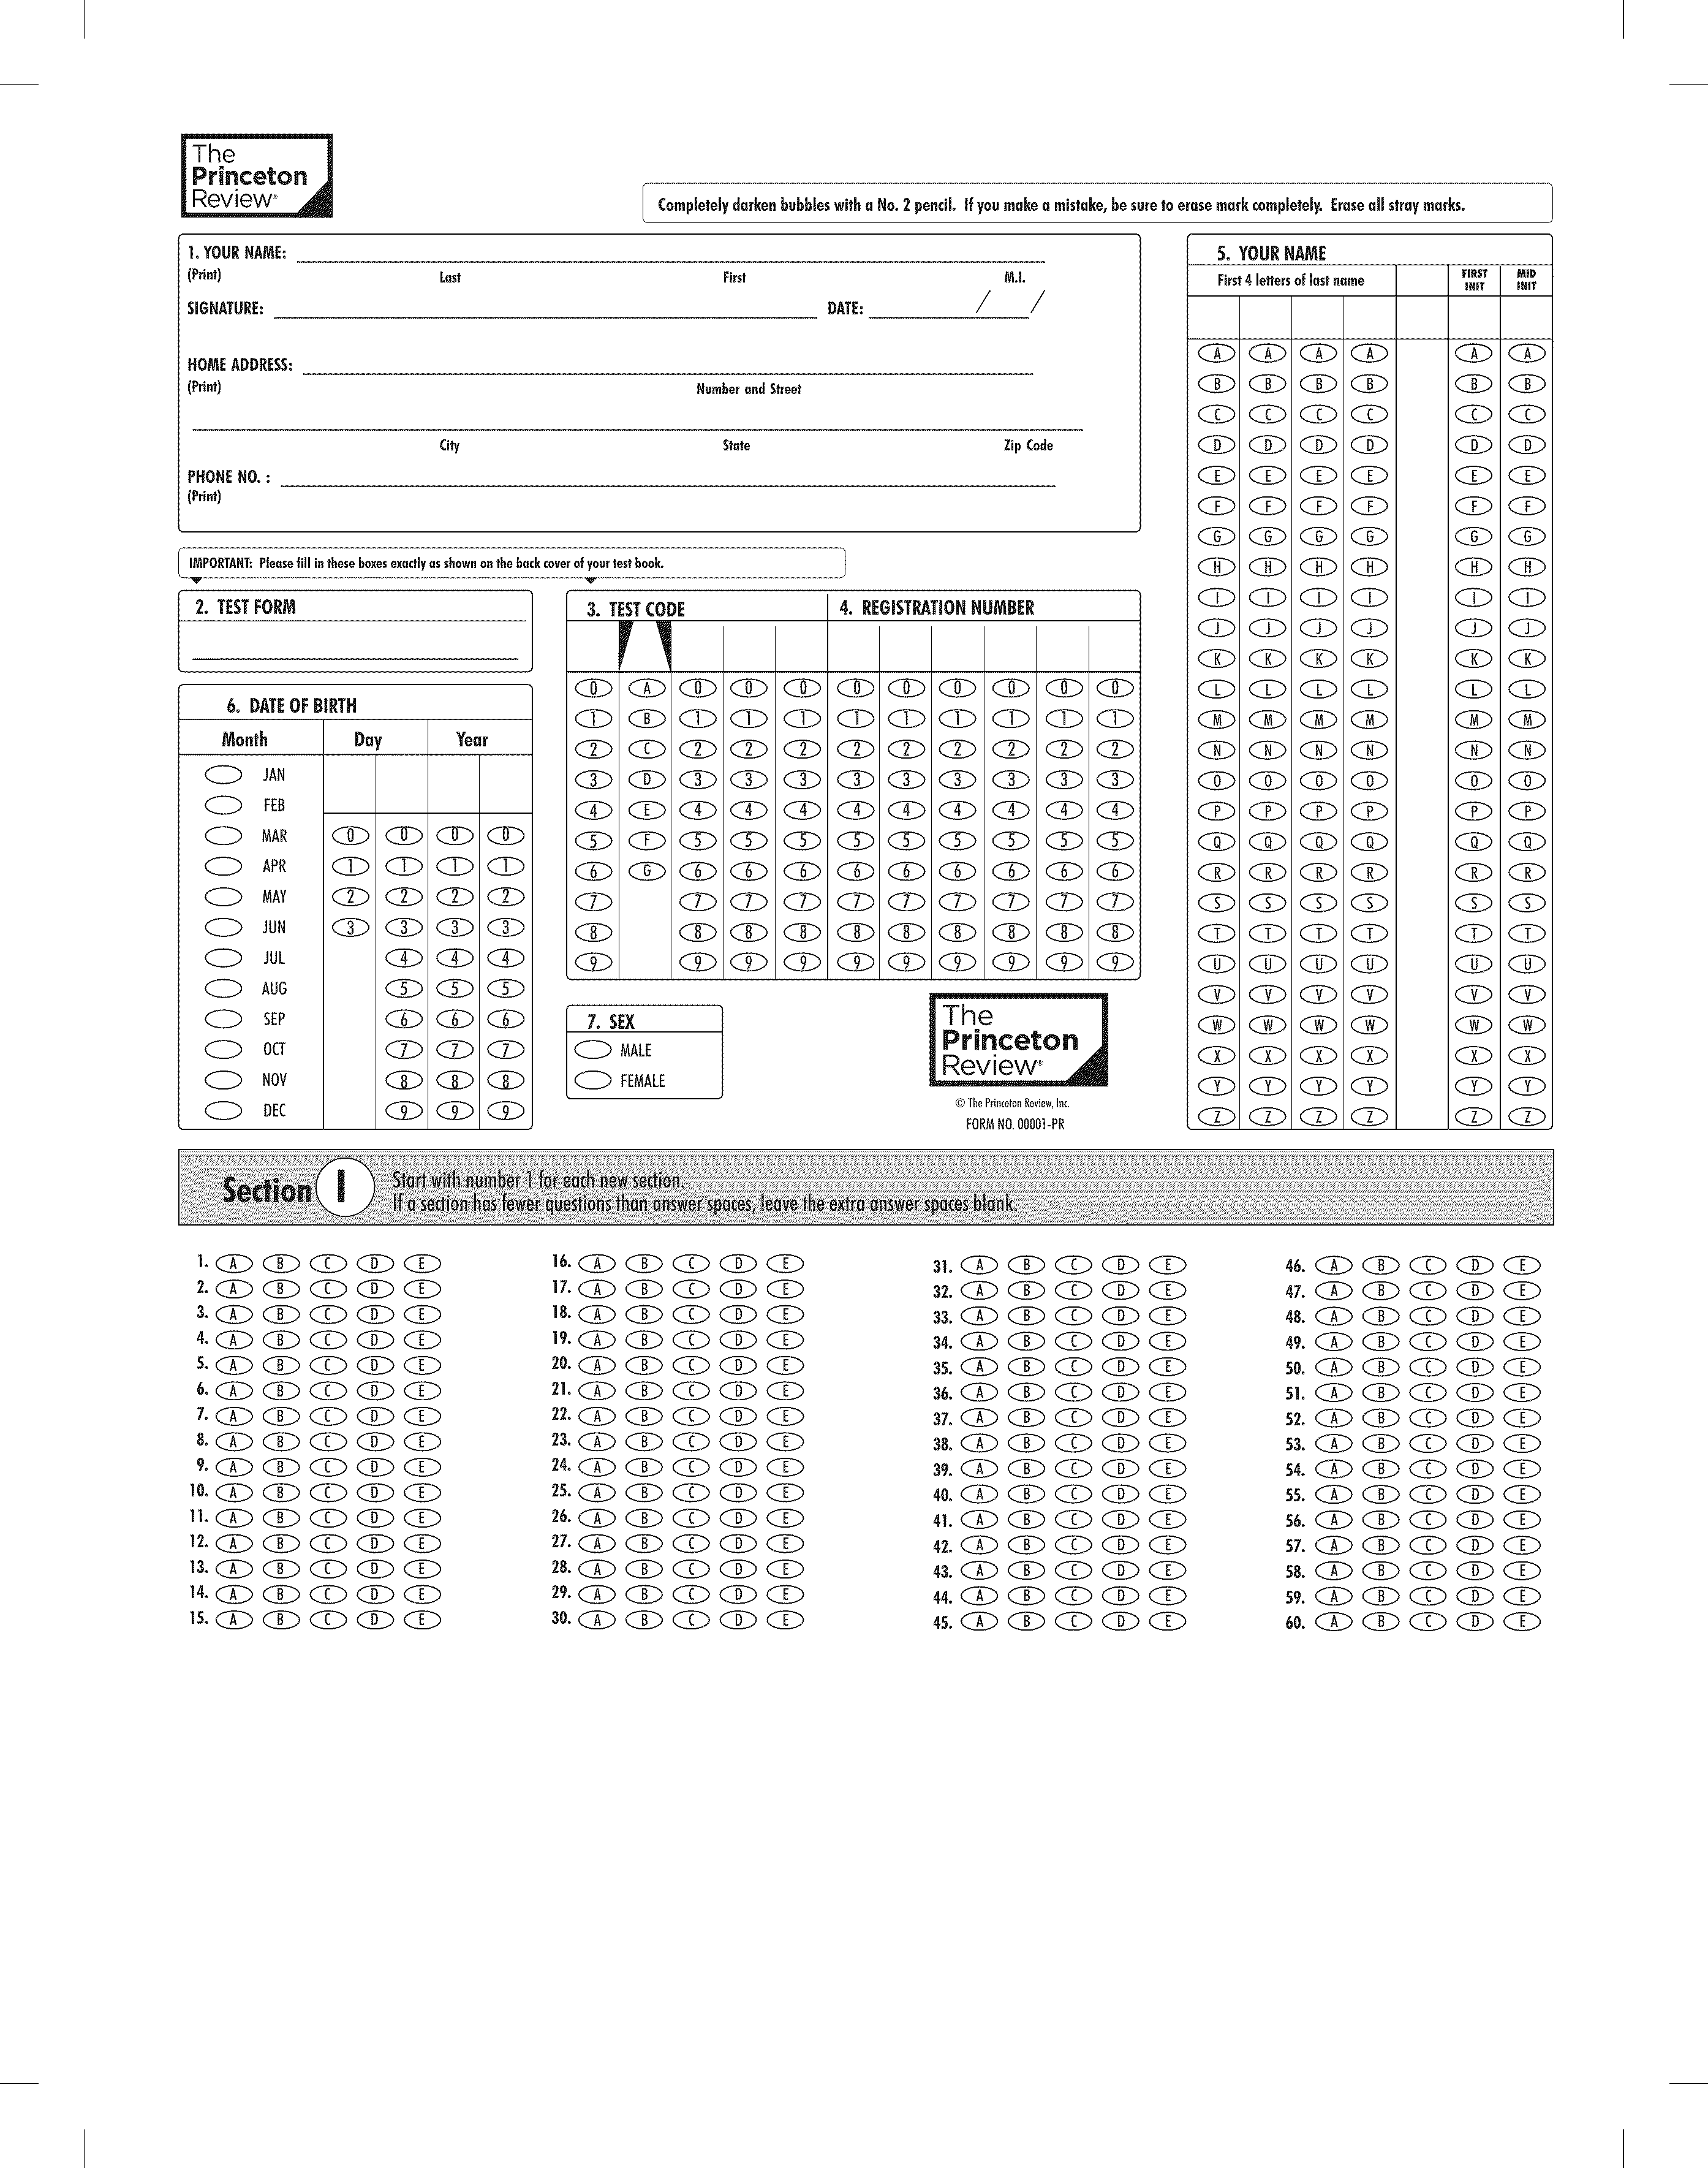 The
Princeton
Review®
Completely darken bubbles with a No. 2 pencil. If you make a mistake, be sure to erase mark completely. Erase all stray marks.
1. YOUR NAME:
(Print)
Last First M.I.
SIGNATURE: DATE: / /
HOME ADDRESS:
(Print)
Number and Street
City State Zip Code
PHONE NO. :
(Print)
IMPORTANT: Please fill in these boxes exactly as shown on the back cover of your test book.
2. TEST FORM
3. TEST CODE 4. REGISTRATION NUMBER
0 A 0 0 0 0 0 0 0 0 0
1 B 1 1 1 1 1 1 1 1 1
2 C 2 2 2 2 2 2 2 2 2
3 D 3 3 3 3 3 3 3 3 3
4 E 4 4 4 4 4 4 4 4 4
5 F 5 5 5 5 5 5 5 5 5
6 G 6 6 6 6 6 6 6 6 6
7 7 7 7 7 7 7 7 7 7
8 8 8 8 8 8 8 8 8 8
9 9 9 9 9 9 9 9 9 9
6. DATE OF BIRTH
Month Day Year
JAN
FEB
MAR 0 0 0 0
APR 1 1 1 1
MAY 2 2 2 2
JUN 3 3 3 3
JUL 4 4 4
AUG 5 5 5
SEP 6 6 6
OCT 7 7 7
NOV 8 8 8
DEC 9 9 9
7. SEX
MALE
FEMALE
The
Princeton
Review®
© The Princeton Review, Inc.
FORM NO. 00001-PR
5. YOUR NAME
First 4 letters of last name FIRST INIT MID INIT
A A A A A A
B B B B B B
C C C C C C
D D D D D D
E E E E E E
F F F F F F
G G G G G G
H H H H H H
I I I I I I
J J J J J J
K K K K K K
L L L L L L
M M M M M M
N N N N N N
O O O O O O
P P P P P P
Q Q Q Q Q Q
R R R R R R
S S S S S S
T T T T T T
U U U U U U
V V V V V V
W W W W W W
X X X X X X
Y Y Y Y Y Y
Z Z Z Z Z Z
Section 1
Start with number 1 for each new section.
If a section has fewer questions than answer spaces, leave the extra answer spaces blank.
1. A B C D E
2. A B C D E
3. A B C D E
4. A B C D E
5. A B C D E
6. A B C D E
7. A B C D E
8. A B C D E
9. A B C D E
10. A B C D E
11. A B C D E
12. A B C D E
13. A B C D E
14. A B C D E
15. A B C D E
16. A B C D E
17. A B C D E
18. A B C D E
19. A B C D E
20. A B C D E
21. A B C D E
22. A B C D E
23. A B C D E
24. A B C D E
25. A B C D E
26. A B C D E
27. A B C D E
28. A B C D E
29. A B C D E
30. A B C D E
31. A B C D E
32. A B C D E
33. A B C D E
34. A B C D E
35. A B C D E
36. A B C D E
37. A B C D E
38. A B C D E
39. A B C D E
40. A B C D E
41. A B C D E
42. A B C D E
43. A B C D E
44. A B C D E
45. A B C D E
46. A B C D E
47. A B C D E
48. A B C D E
49. A B C D E
50. A B C D E
51. A B C D E
52. A B C D E
53. A B C D E
54. A B C D E
55. A B C D E
56. A B C D E
57. A B C D E
58. A B C D E
59. A B C D E
60. A B C D E